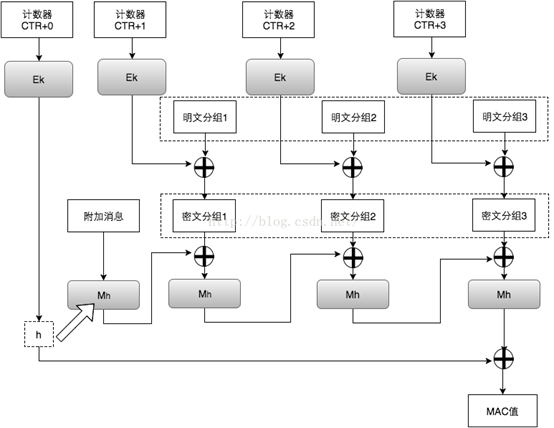 计数器
CTR+0
计数器
CTR+1
计数器
CTR+2
计数器
CTR+3
Ek
Ek
Ek
Ek
明文分组1
明文分组2
明文分组3
附加消息
密文分组1
密文分组2
密文分组3
http://blog.csdn.net/
Mh
Mh
Mh
Mh
h
MAC值